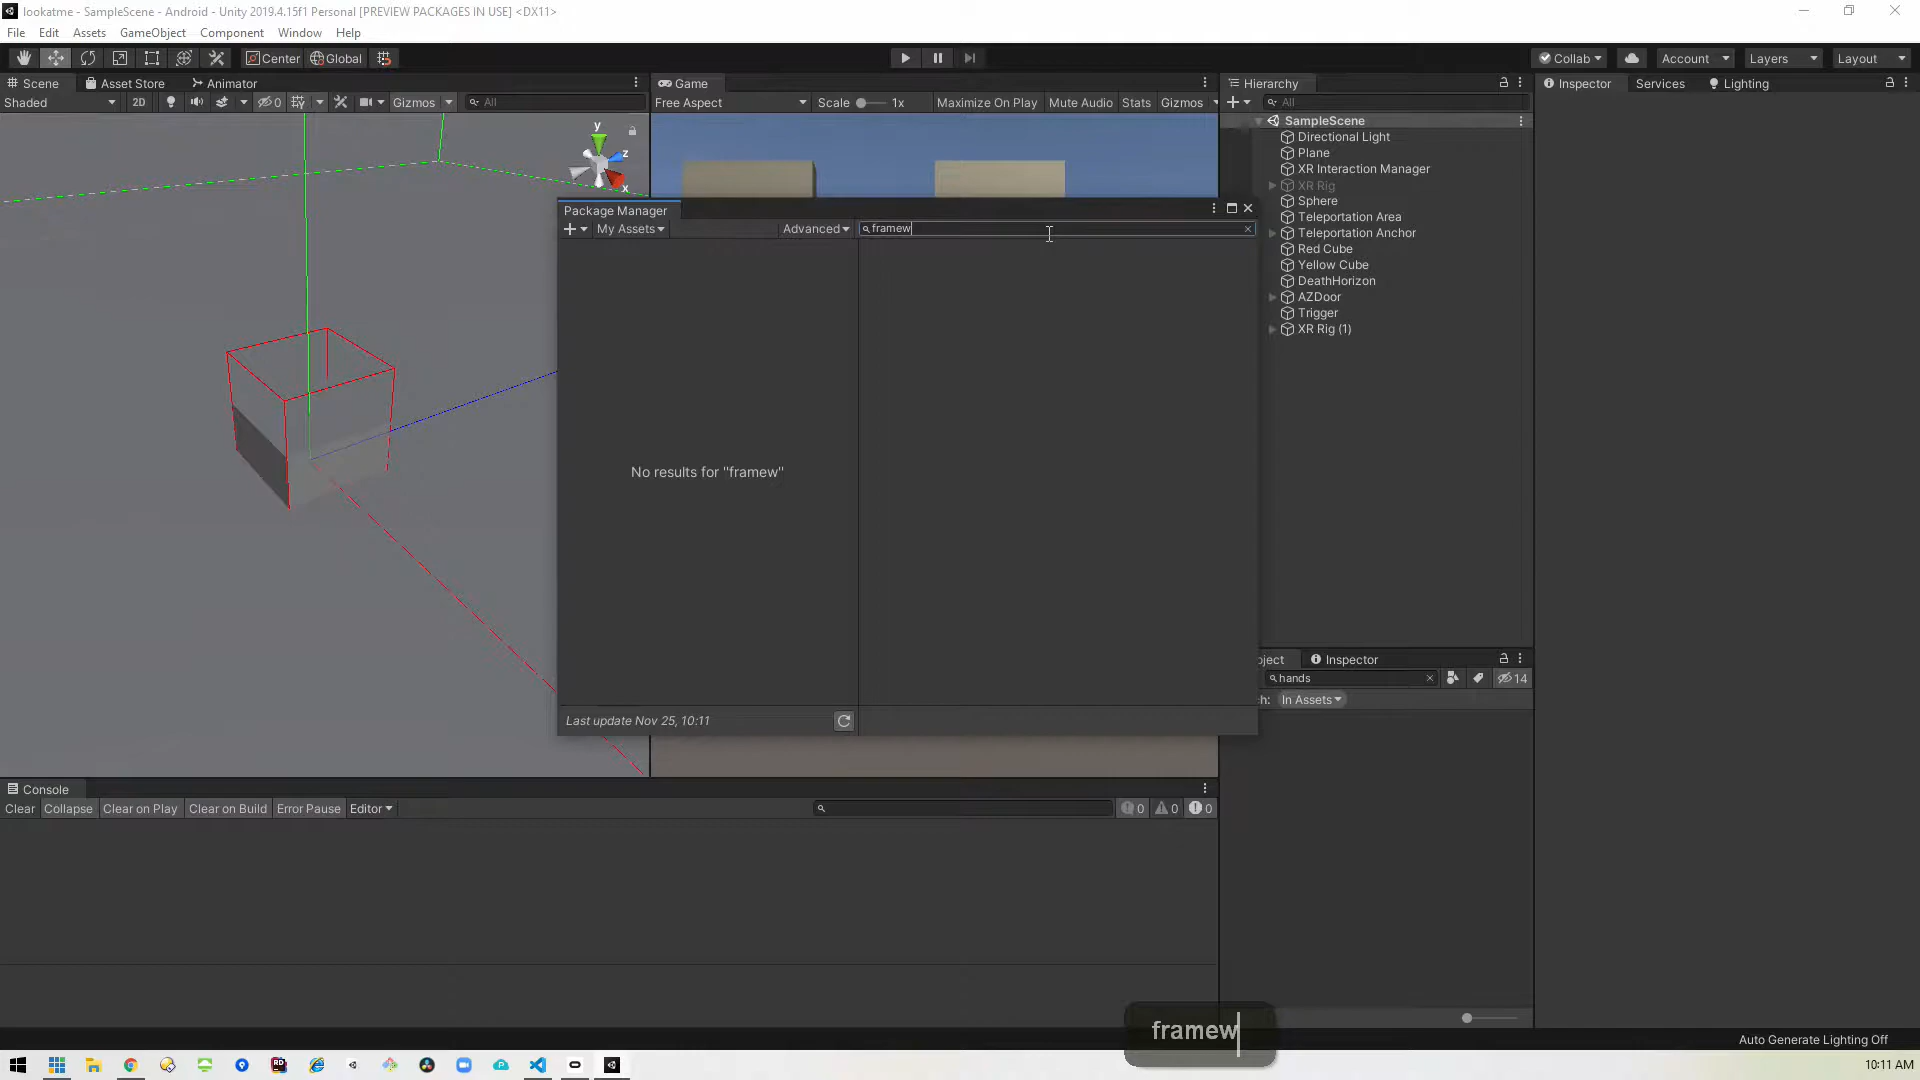 lookatme - SampleScene - Android - Unity 2019.4.15f1 Personal [PREVIEW PACKAGES IN USE] <DX11>
File Edit Assets GameObject Component Window Help
Center Global Collab Account Layers Layout
Scene Asset Store Animator Game Hierarchy Inspector Services Lighting
Shaded 2D 0 Gizmos All Free Aspect Scale 1x Maximize On Play Mute Audio Stats Gizmos All
y
z
x
SampleScene
Directional Light
Plane
XR Interaction Manager
XR Rig
Sphere
Teleportation Area
Teleportation Anchor
Red Cube
Yellow Cube
DeathHorizon
AZDoor
Trigger
XR Rig (1)
Package Manager
My Assets Advanced framew
No results for "framew"
Last update Nov 25, 10:11
ject Inspector
hands 14
h: In Assets
Console
Clear Collapse Clear on Play Clear on Build Error Pause Editor 0 0 0
framew
Auto Generate Lighting Off
RD
10:11 AM